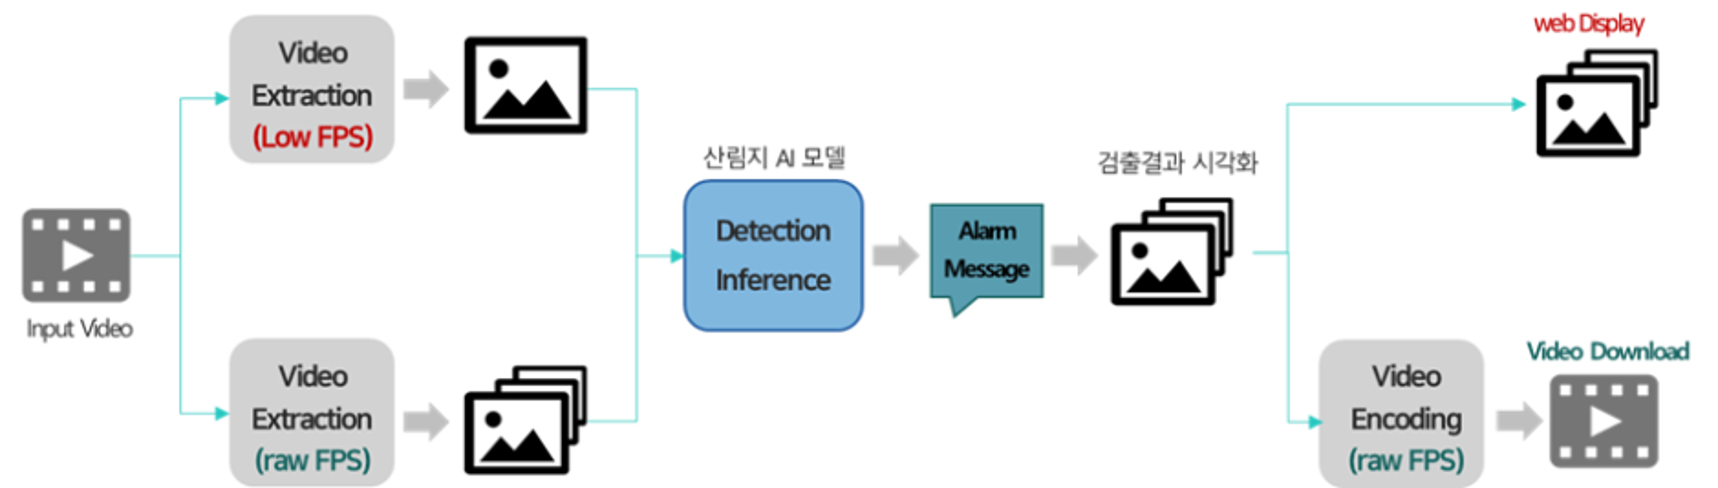 Video
Extraction
(Low FPS)
Input Video
Video
Extraction
(raw FPS)
산림지 AI 모델
Detection
Inference
Alarm
Message
검출결과 시각화
web Display
Video
Encoding
(raw FPS)
Video Download